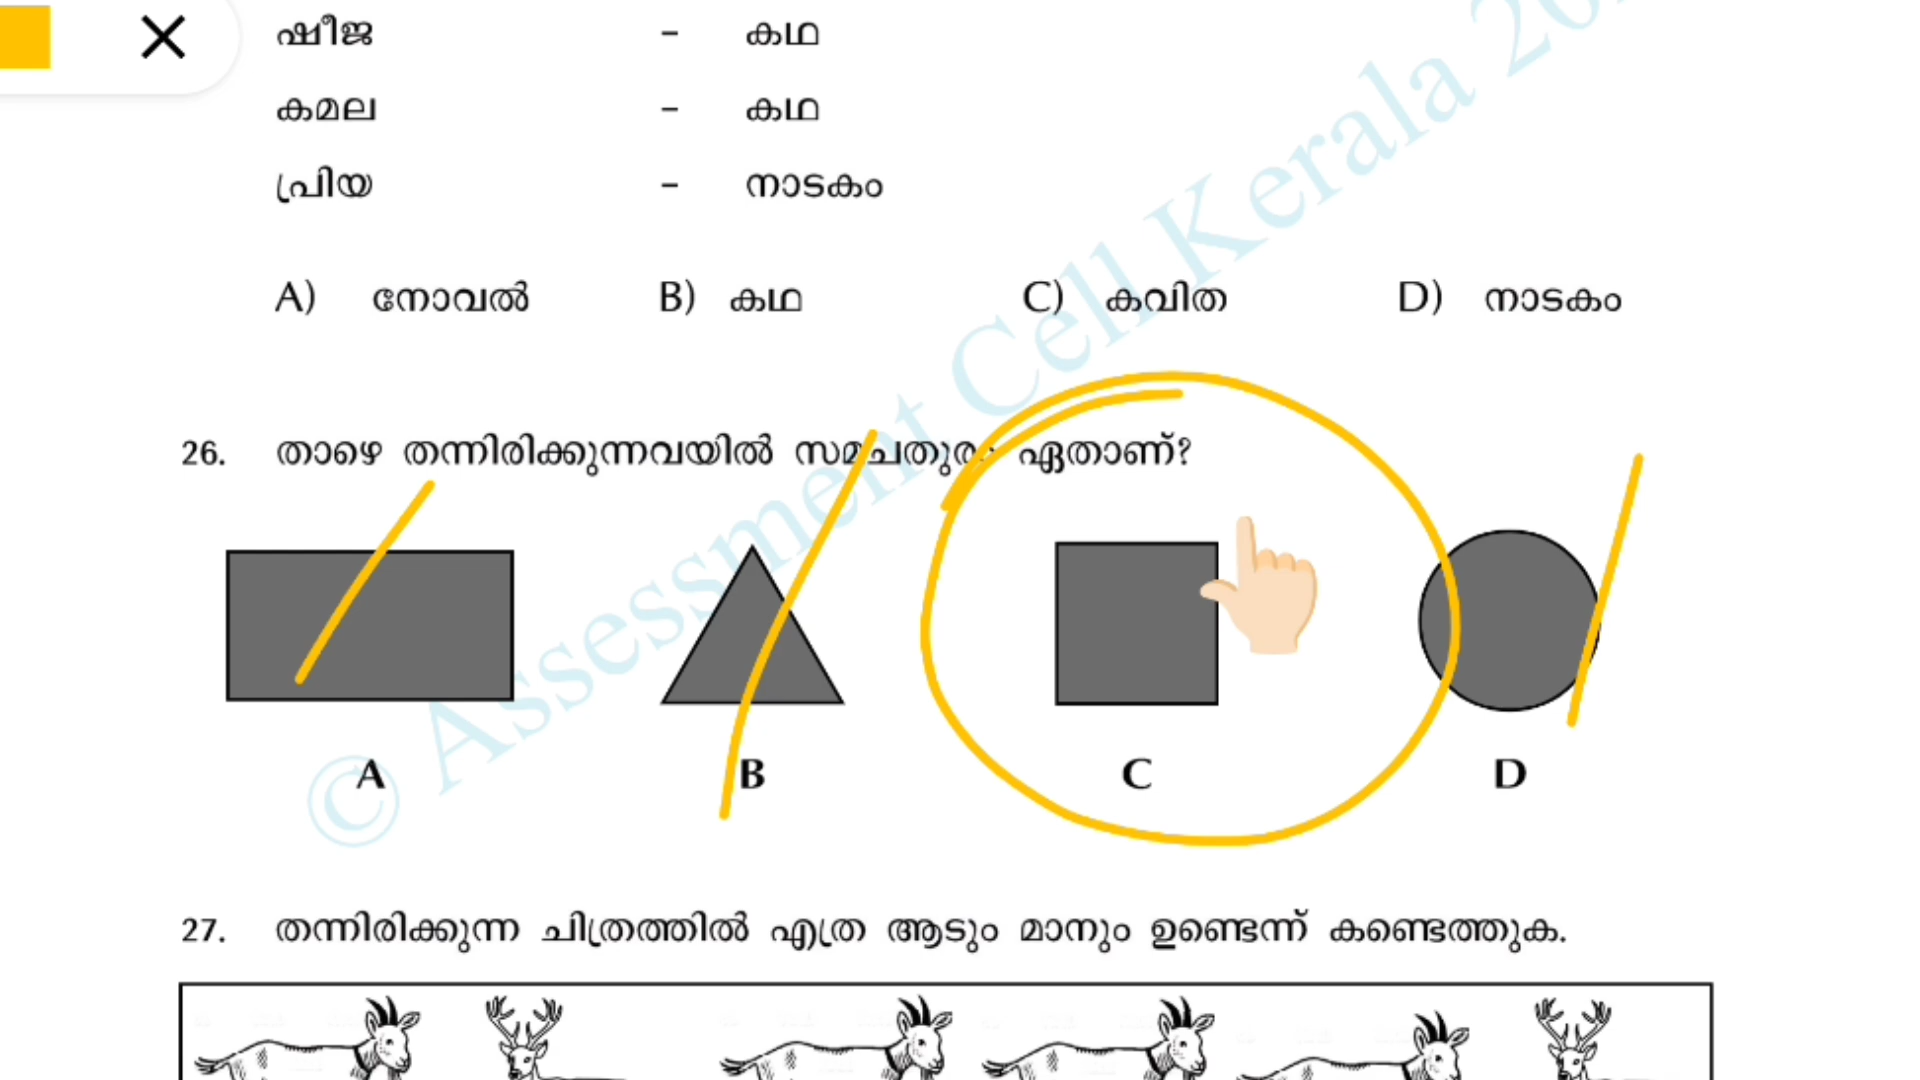 ഷീജ – കഥ
കമല – കഥ
പ്രിയ – നാടകം
A) നോവൽ B) കഥ C) കവിത D) നാടകം
26. താഴെ തന്നിരിക്കുന്നവയിൽ സമചതുരം ഏതാണ്?
A B C D
27. തന്നിരിക്കുന്ന ചിത്രത്തിൽ എത്ര ആടും മാനും ഉണ്ടെന്ന് കണ്ടെത്തുക.
© Assessment Cell Kerala